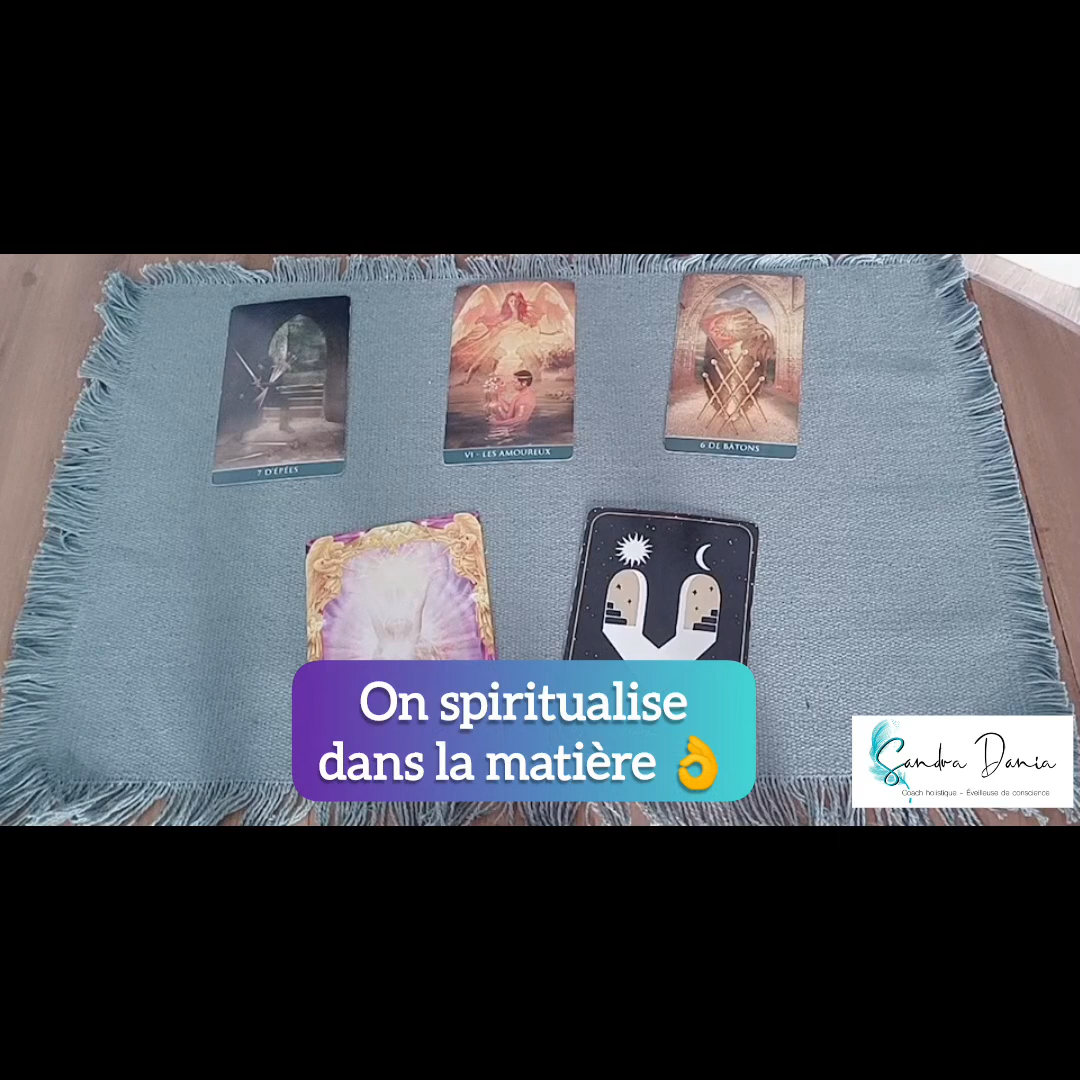 7 D'ÉPÉES
VI - LES AMOUREUX
6 DE BÂTONS
On spiritualise
dans la matière 👌
Sandra Dania
Coach holistique - Éveilleuse de conscience